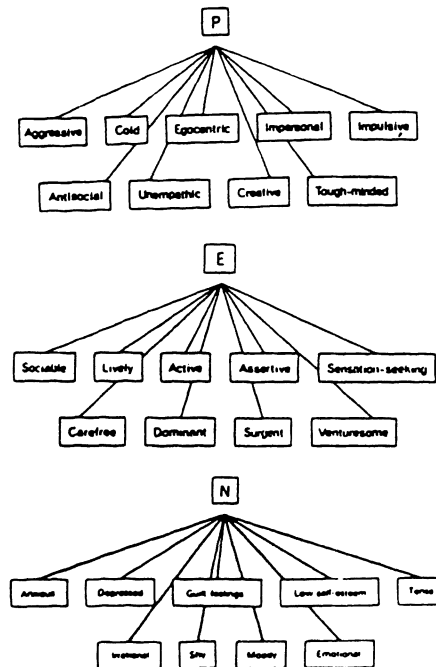 P
Aggressive Cold Egocentric Impersonal Impulsive
Antisocial Unempathic Creative Tough-minded
E
Sociable Lively Active Assertive Sensation-seeking
Carefree Dominant Surgent Venturesome
N
Anxious Depressed Guilt feelings Low self-esteem Tense
Irrational Shy Moody Emotional